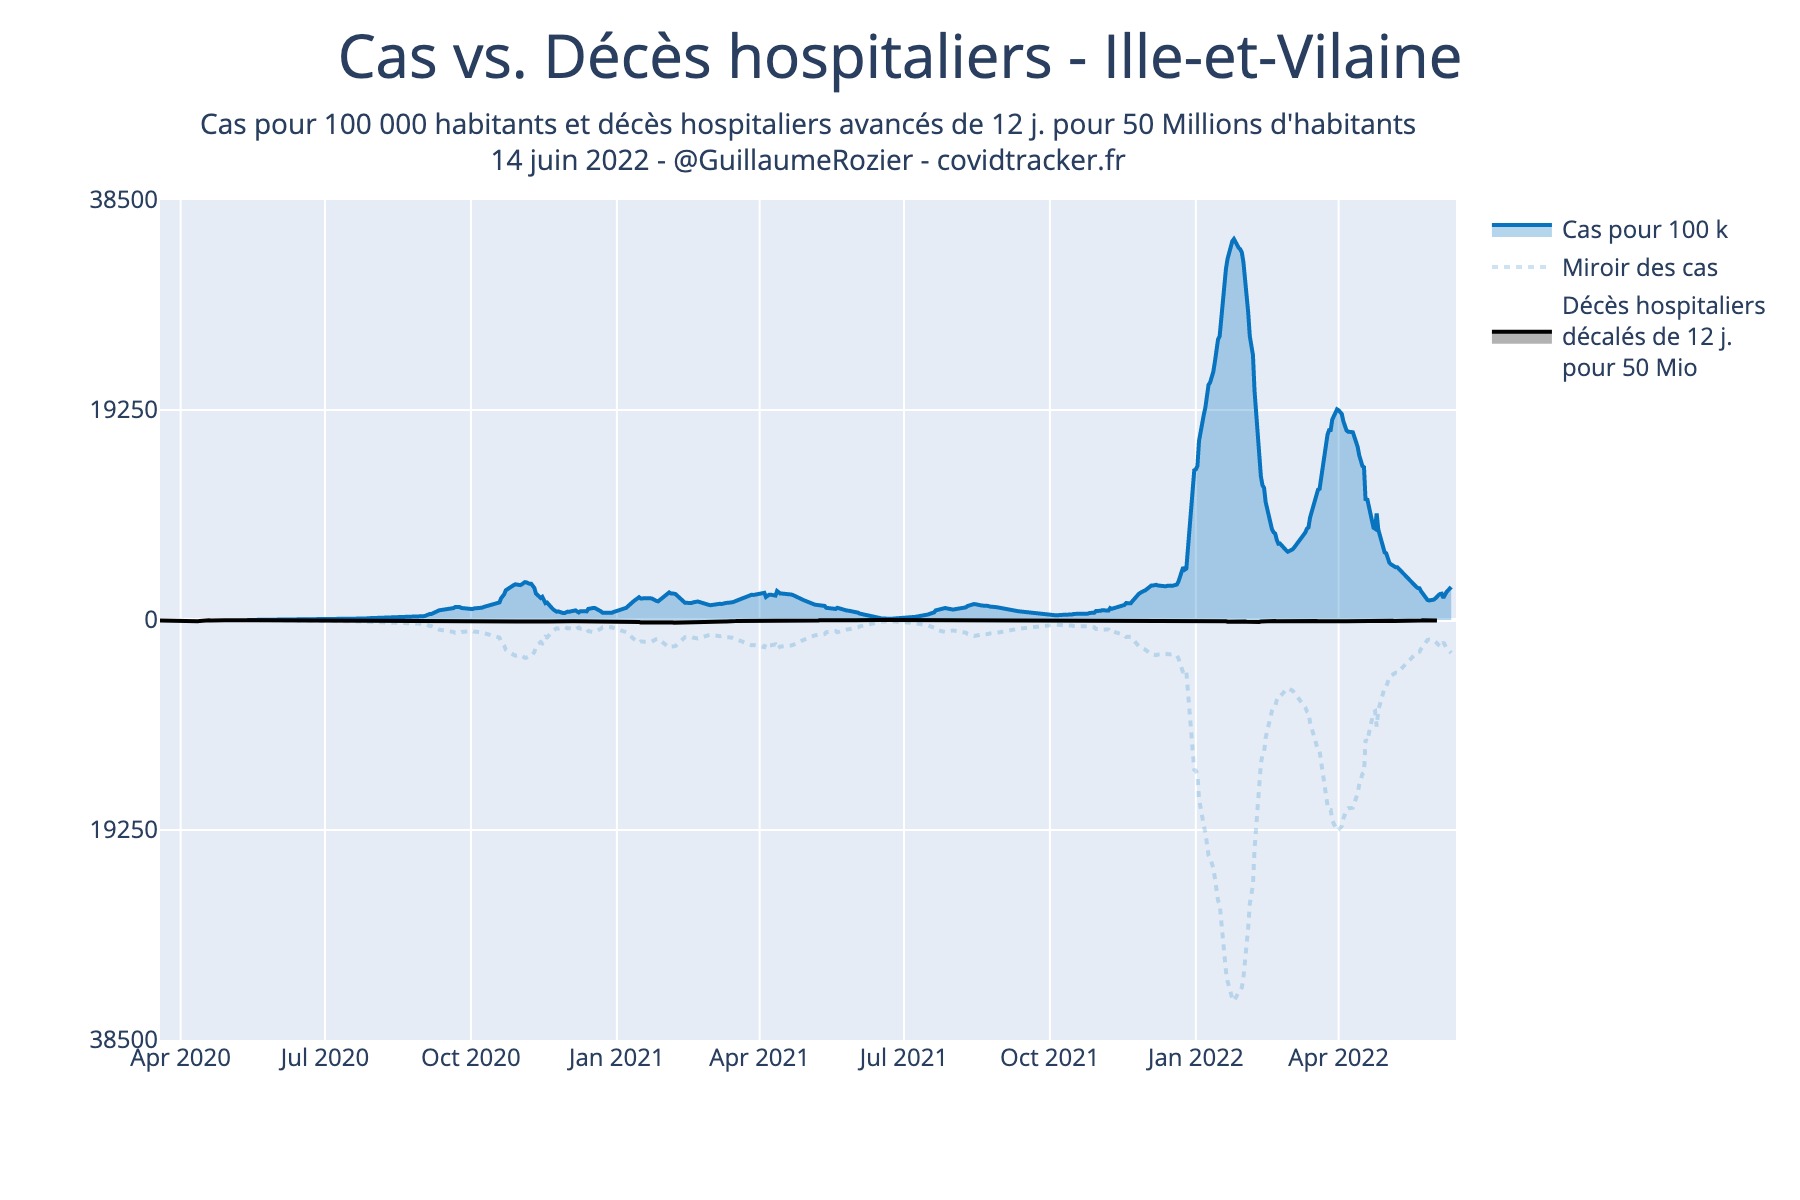 Cas vs. Décès hospitaliers - Ille-et-Vilaine
Cas pour 100 000 habitants et décès hospitaliers avancés de 12 j. pour 50 Millions d'habitants
14 juin 2022 - @GuillaumeRozier - covidtracker.fr
38500
19250
0
19250
38500
Apr 2020
Jul 2020
Oct 2020
Jan 2021
Apr 2021
Jul 2021
Oct 2021
Jan 2022
Apr 2022
Cas pour 100 k
Miroir des cas
Décès hospitaliers
décalés de 12 j.
pour 50 Mio